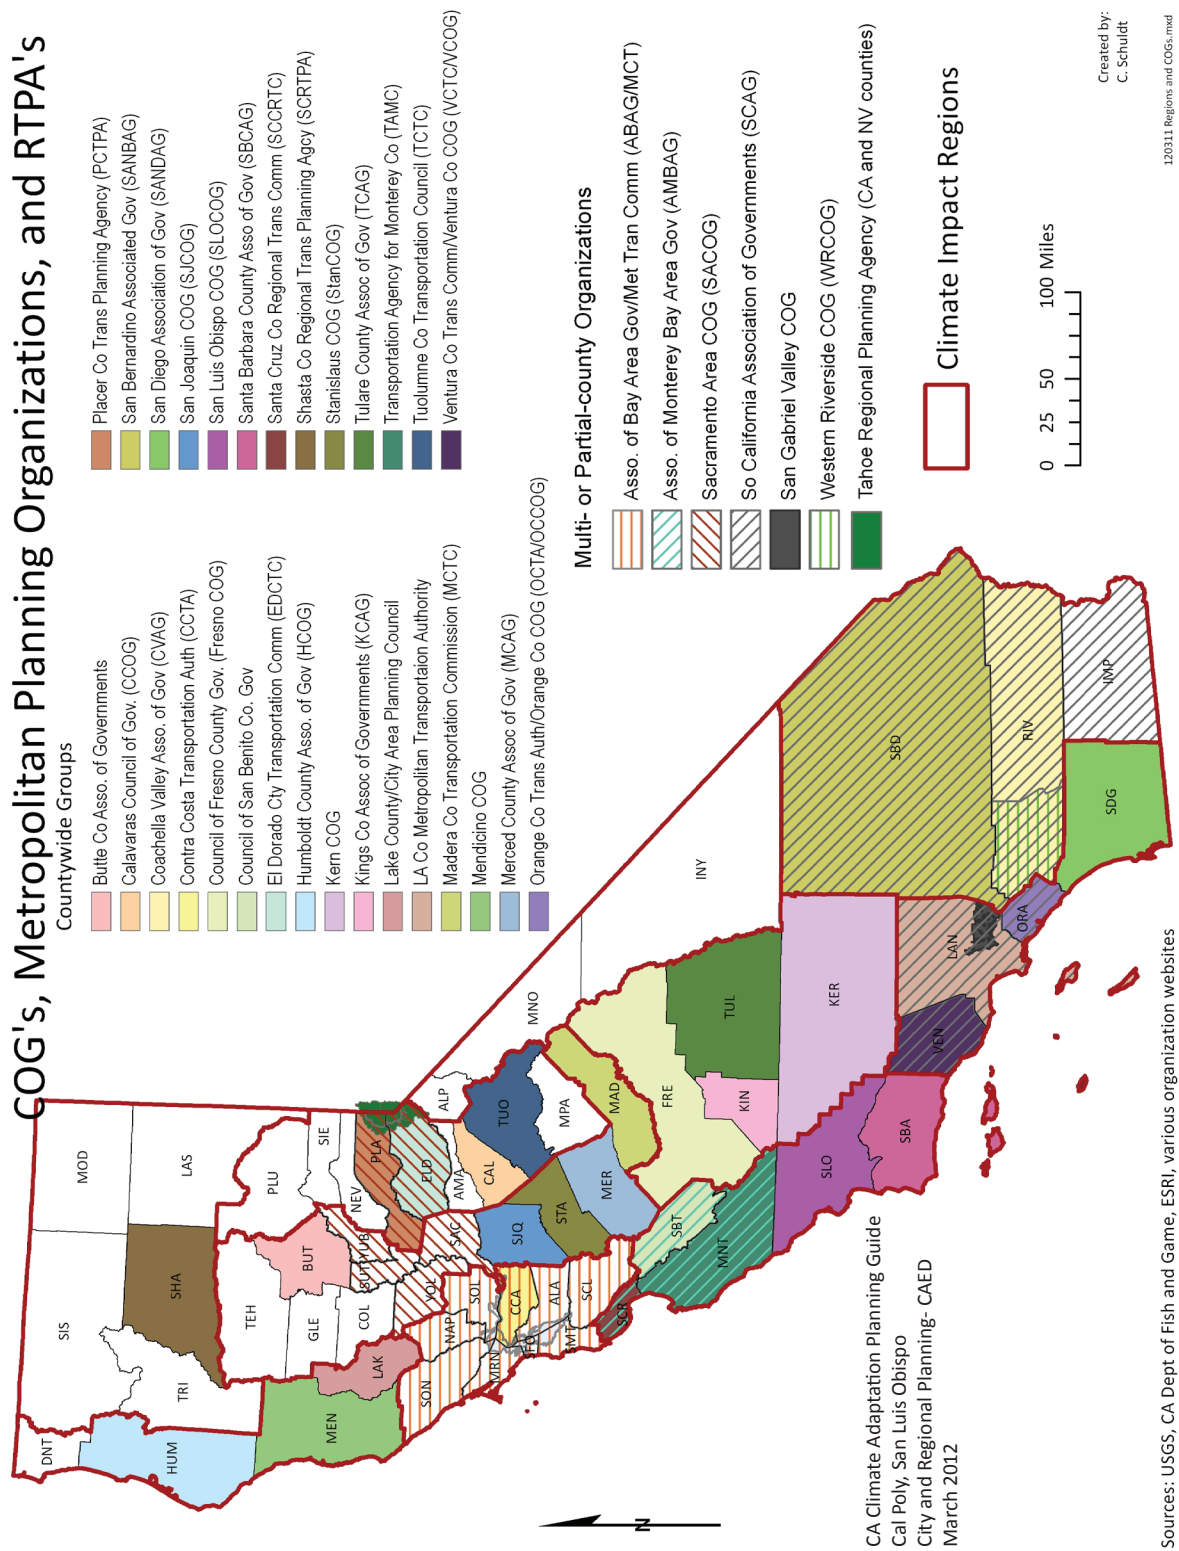 COG's, Metropolitan Planning Organizations, and RTPA's
Countywide Groups
Butte Co Asso. of Governments
Calavaras Council of Gov. (CCOG)
Coachella Valley Asso. of Gov (CVAG)
Contra Costa Transportation Auth (CCTA)
Council of Fresno County Gov. (Fresno COG)
Council of San Benito Co. Gov
El Dorado Cty Transportation Comm (EDCTC)
Humboldt County Asso. of Gov (HCOG)
Kern COG
Kings Co Assoc of Governments (KCAG)
Lake County/City Area Planning Council
LA Co Metropolitan Transportaion Authority
Madera Co Transportation Commission (MCTC)
Mendicino COG
Merced County Assoc of Gov (MCAG)
Orange Co Trans Auth/Orange Co COG (OCTA/OCCOG)
Placer Co Trans Planning Agency (PCTPA)
San Bernardino Associated Gov (SANBAG)
San Diego Association of Gov (SANDAG)
San Joaquin COG (SJCOG)
San Luis Obispo COG (SLOCOG)
Santa Barbara County Asso of Gov (SBCAG)
Santa Cruz Co Regional Trans Comm (SCCRTC)
Shasta Co Regional Trans Planning Agcy (SCRTPA)
Stanislaus COG (StanCOG)
Tulare County Assoc of Gov (TCAG)
Transportation Agency for Monterey Co (TAMC)
Tuolumne Co Transportation Council (TCTC)
Ventura Co Trans Comm/Ventura Co COG (VCTC/VCOG)
Multi- or Partial-county Organizations
Asso. of Bay Area Gov/Met Tran Comm (ABAG/MCT)
Asso. of Monterey Bay Area Gov (AMBAG)
Sacramento Area COG (SACOG)
So California Association of Governments (SCAG)
San Gabriel Valley COG
Western Riverside COG (WRCOG)
Tahoe Regional Planning Agency (CA and NV counties)
Climate Impact Regions
0 25 50 100 Miles
Created by:
C. Schuldt
120311 Regions and COGs.mxd
DNT
SIS
MOD
HUM
TRI
SHA
LAS
TEH
PLU
MEN
GLE
BUT
SIE
LAK
COL
SUT
YUB
NEV
PLA
SON
NAP
YOL
SAC
ELD
ALP
MRN
SOL
AMA
CAL
SFO
CCA
SJQ
TUO
ALA
STA
MPA
MNO
SMT
SCL
MER
MAD
SCR
SBT
FRE
MNT
KIN
TUL
INY
SLO
KER
SBA
VEN
LAN
SBD
ORA
RIV
SDG
IMP
N
CA Climate Adaptation Planning Guide
Cal Poly, San Luis Obispo
City and Regional Planning- CAED
March 2012
Sources: USGS, CA Dept of Fish and Game, ESRI, various organization websites